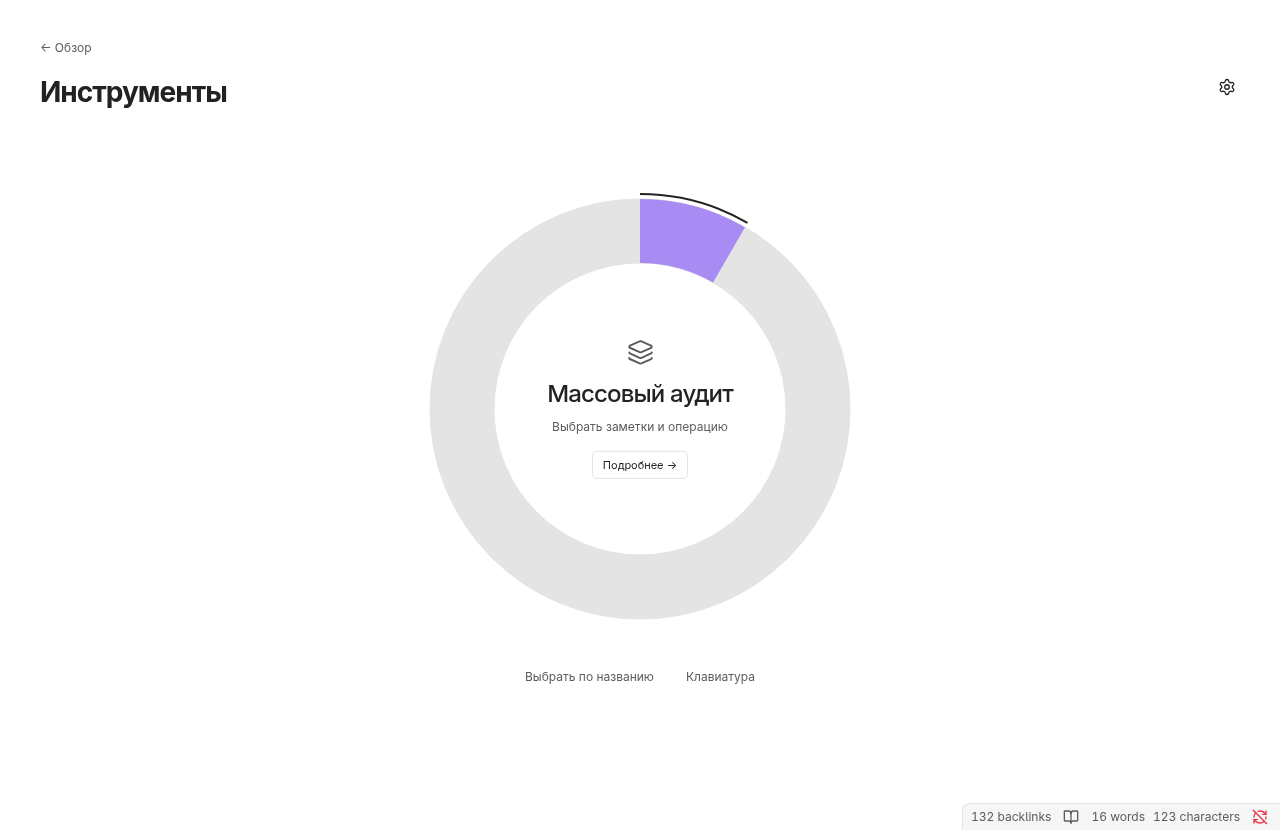 ← Обзор
Инструменты
Массовый аудит
Выбрать заметки и операцию
Подробнее →
Выбрать по названию Клавиатура
132 backlinks 16 words 123 characters